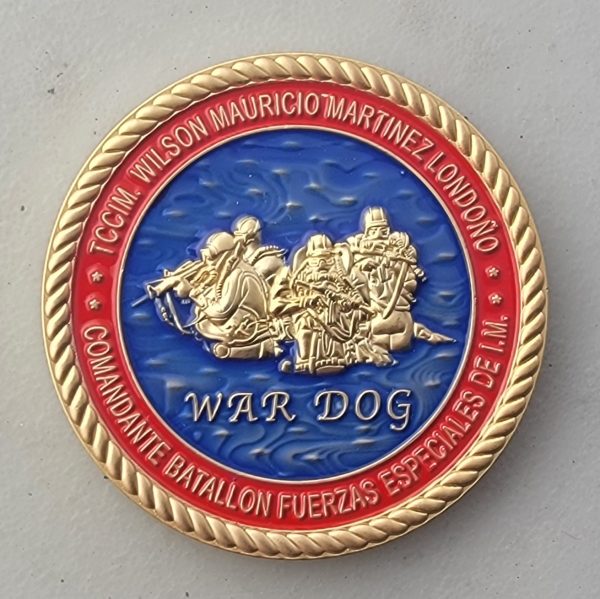 TCCIM. WILSON MAURICIO MARTINEZ LONDOÑO
WAR DOG
COMANDANTE BATALLON FUERZAS ESPECIALES DE I.M.